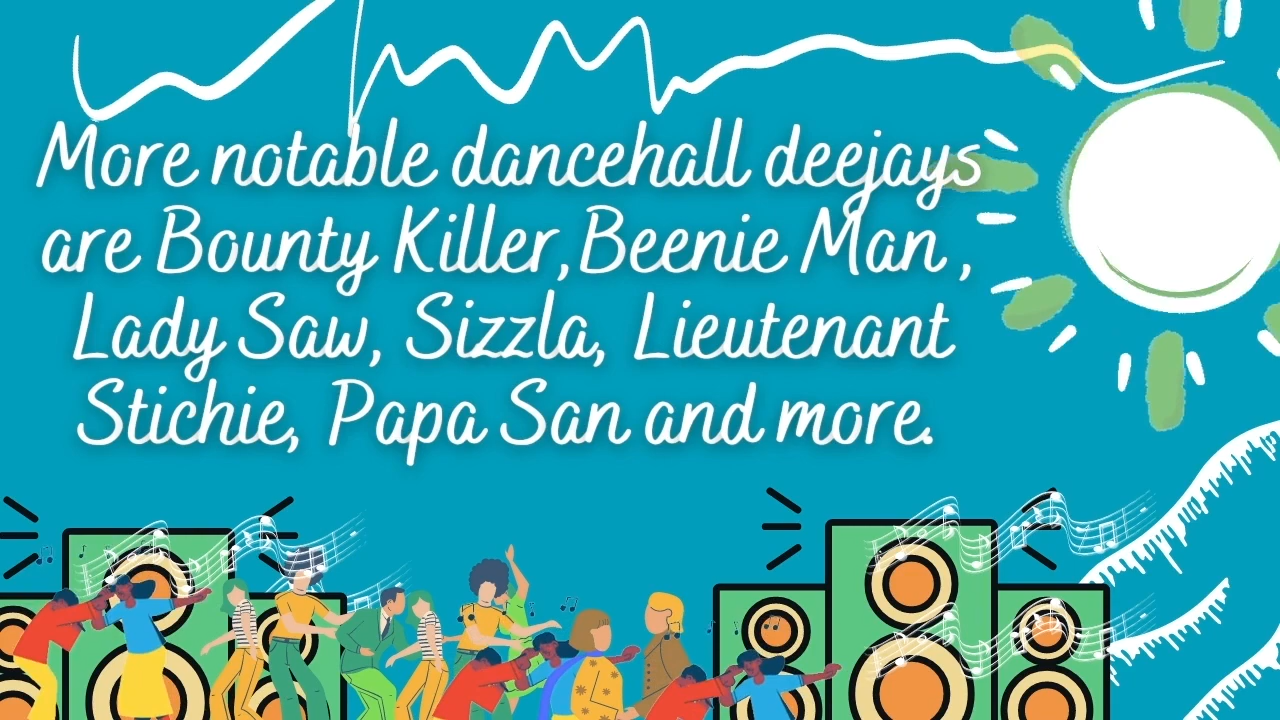 More notable dancehall deejays
are Bounty Killer,Beenie Man ,
Lady Saw, Sizzla, Lieutenant
Stichie, Papa San and more.